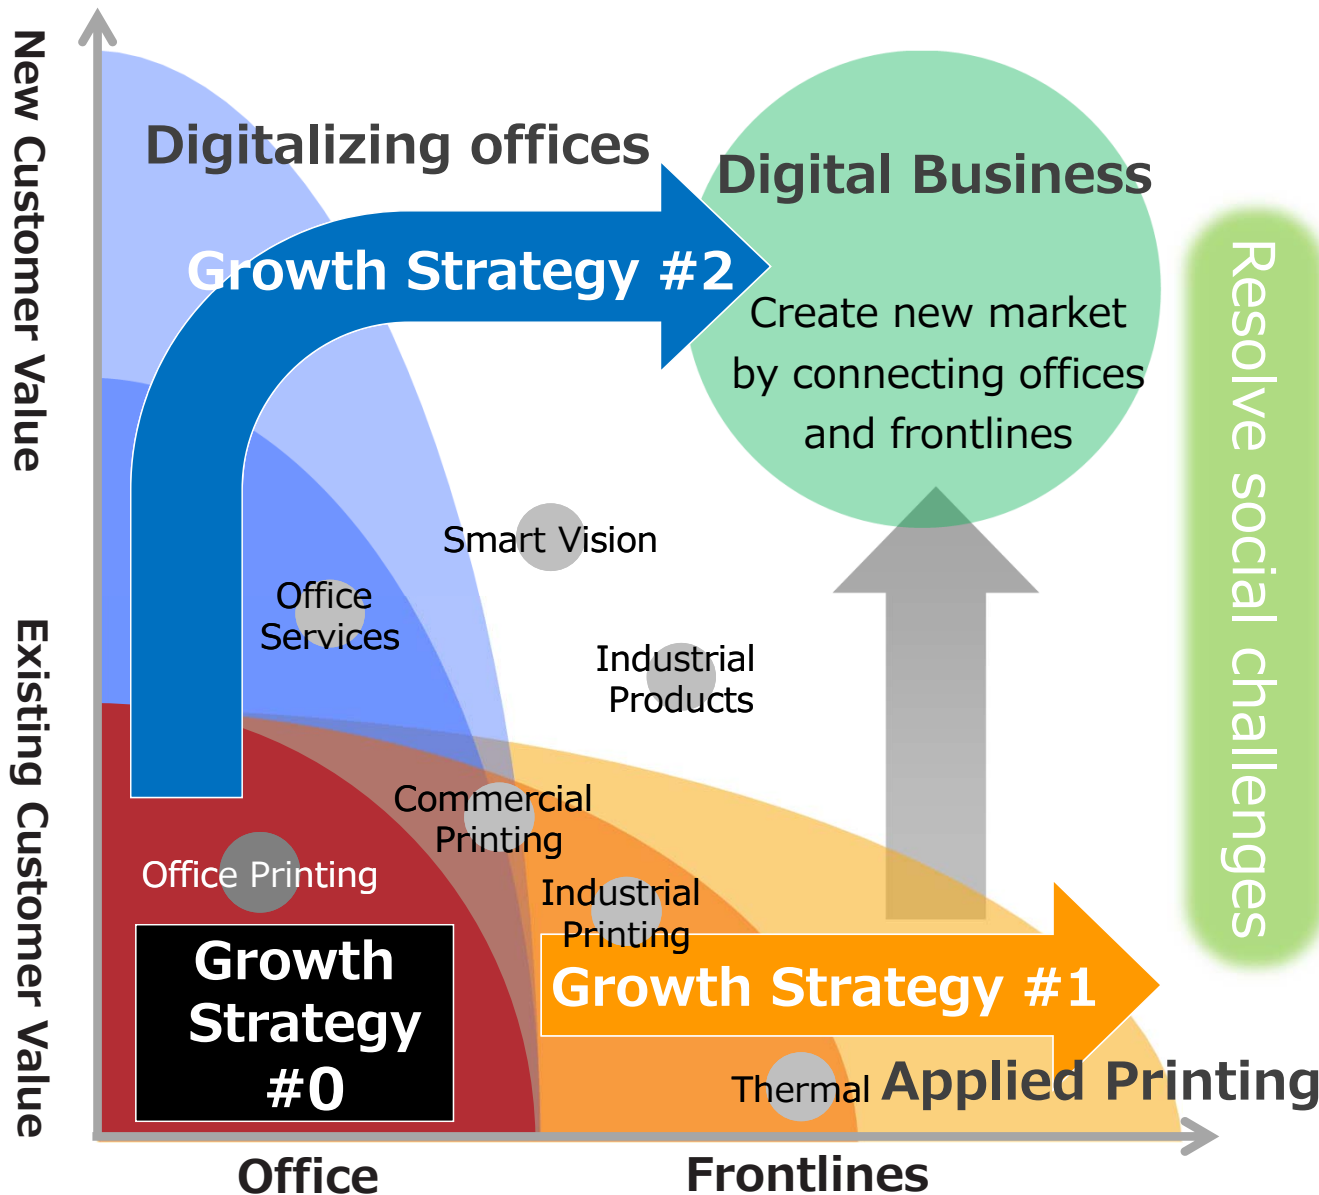 New Customer Value
Existing Customer Value
Digitalizing offices
Growth Strategy #2
Digital Business
Create new market
by connecting offices
and frontlines
Resolve social challenges
Smart Vision
Office
Services
Industrial
Products
Commercial
Printing
Office Printing
Industrial
Printing
Growth
Strategy
#0
Growth Strategy #1
Thermal
Applied Printing
Office
Frontlines